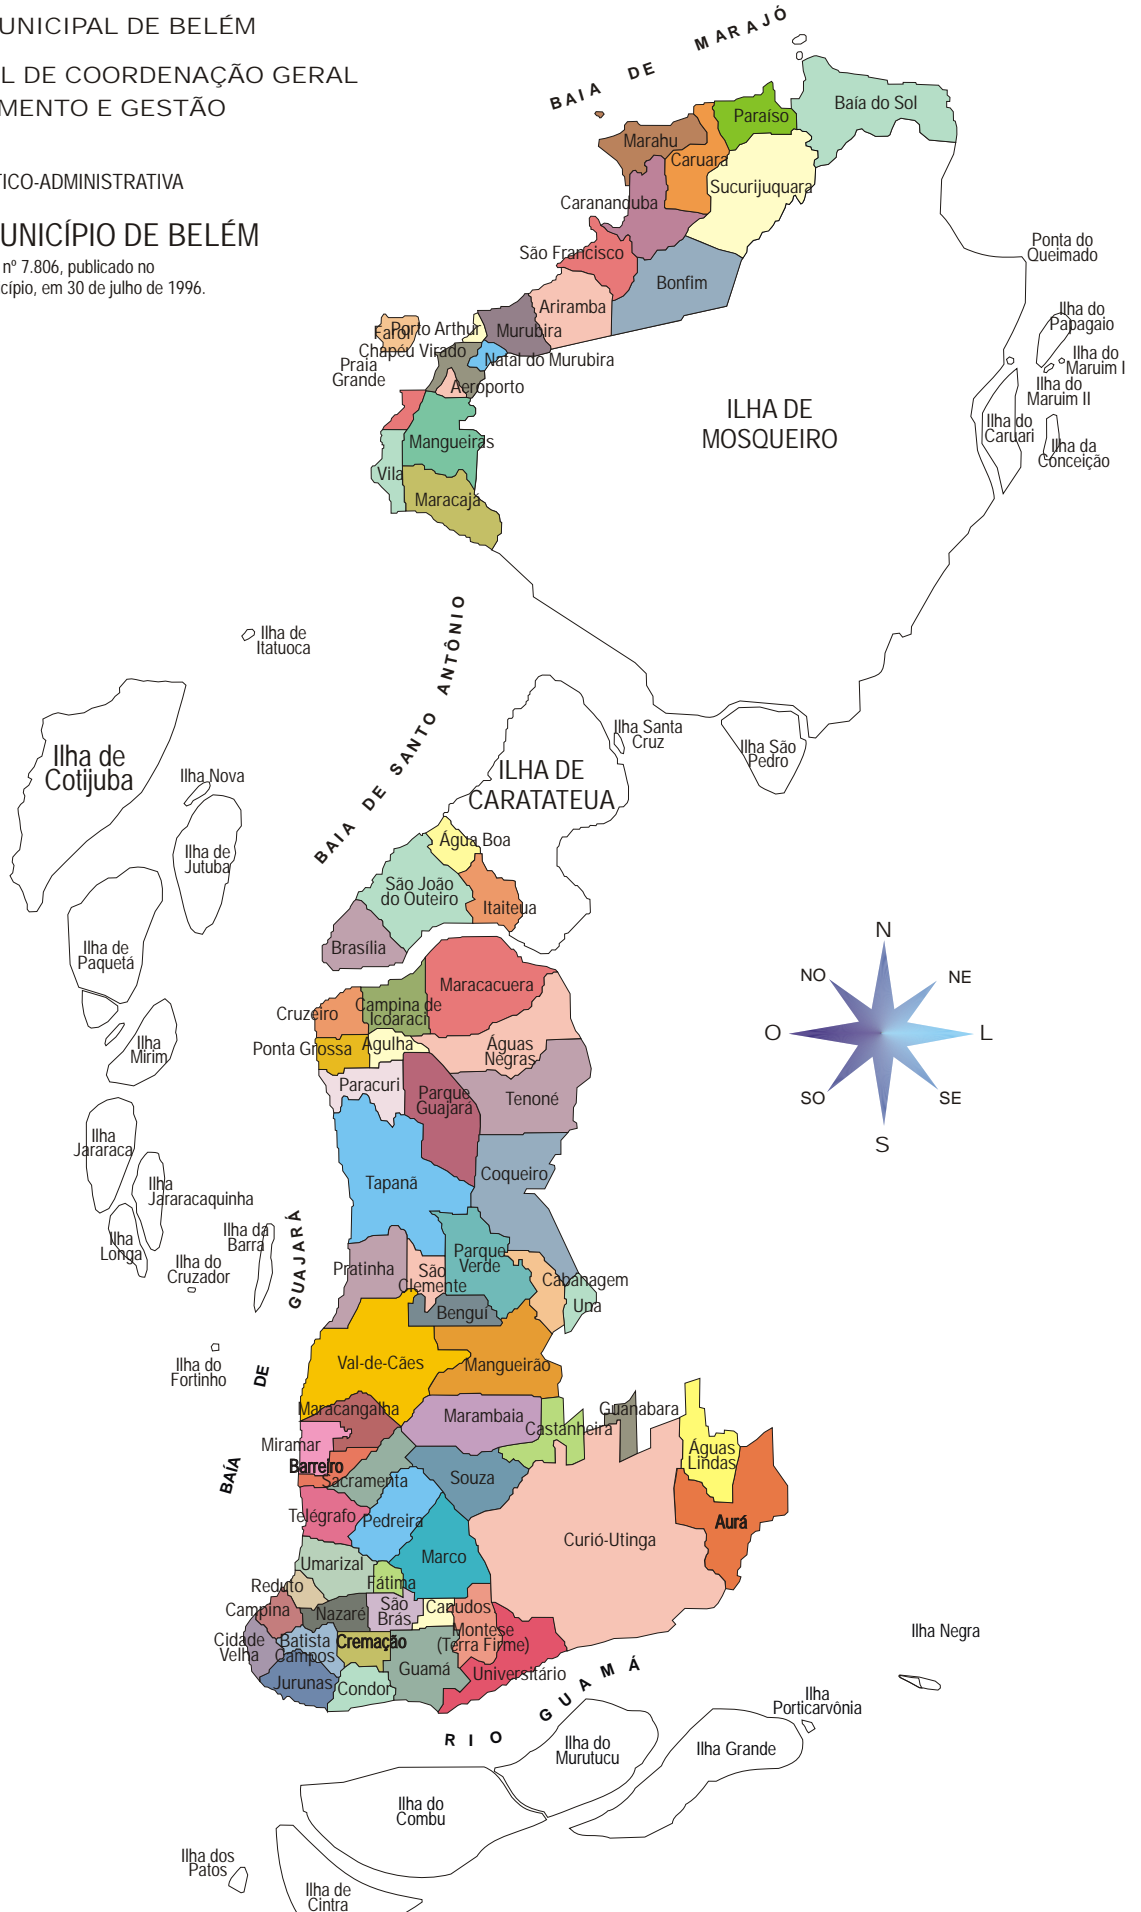 UNICIPAL DE BELÉM
L DE COORDENAÇÃO GERAL
MENTO E GESTÃO
TICO-ADMINISTRATIVA
UNICÍPIO DE BELÉM
nº 7.806, publicado no
cípio, em 30 de julho de 1996.
BAIA DE MARAJÓ
Baía do Sol
Paraíso
Marahu
Caruara
Sucurijuquara
Carananduba
São Francisco
Bonfim
Ariramba
Murubira
Porto Arthur
Farol
Chapéu Virado
Natal do Murubira
Praia
Grande
Aeroporto
Mangueiras
Vila
Maracajá
ILHA DE
MOSQUEIRO
Ponta do
Queimado
Ilha do
Papagaio
Ilha do
Maruim I
Ilha do
Maruim II
Ilha do
Caruari
Ilha da
Conceição
Ilha de
Itatuoca
BAIA DE SANTO ANTÔNIO
Ilha Santa
Cruz
Ilha São
Pedro
Ilha de
Cotijuba
Ilha Nova
Ilha de
Jutuba
ILHA DE
CARATATEUA
Água Boa
São João
do Outeiro
Itaiteua
Brasília
Ilha de
Paquetá
Ilha
Mirim
Maracacuera
Campina de
Icoaraci
Cruzeiro
Ponta Grossa
Agulha
Águas
Negras
Paracuri
Parque
Guajará
Tenoné
N
NE
L
SE
S
SO
O
NO
Ilha
Jararaca
Ilha
Jararacaquinha
Ilha
Longa
Ilha da
Barra
Ilha do
Cruzador
Ilha do
Fortinho
BAÍA DE GUAJARÁ
Tapanã
Coqueiro
Parque
Verde
Pratinha
São
Clemente
Cabanagem
Una
Benguí
Val-de-Cães
Mangueirão
Maracangalha
Marambaia
Castanheira
Guanabara
Águas
Lindas
Miramar
Barreiro
Sacramenta
Souza
Telégrafo
Pedreira
Aurá
Curió-Utinga
Marco
Umarizal
Fátima
Reduto
Campina
Nazaré
São
Brás
Canudos
Cidade
Velha
Batista
Campos
Cremação
Montese
(Terra Firme)
Guamá
Universitário
Jurunas
Condor
RIO GUAMÁ
Ilha Negra
Ilha
Porticarvônia
Ilha do
Murutucu
Ilha Grande
Ilha do
Combu
Ilha dos
Patos
Ilha de
Cintra